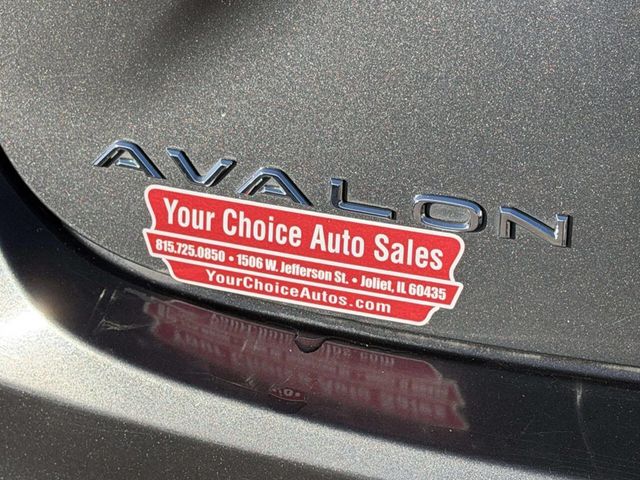 AVALON
Your Choice Auto Sales
815.725.0850 • 1506 W. Jefferson St. • Joliet, IL 60435
YourChoiceAutos.com